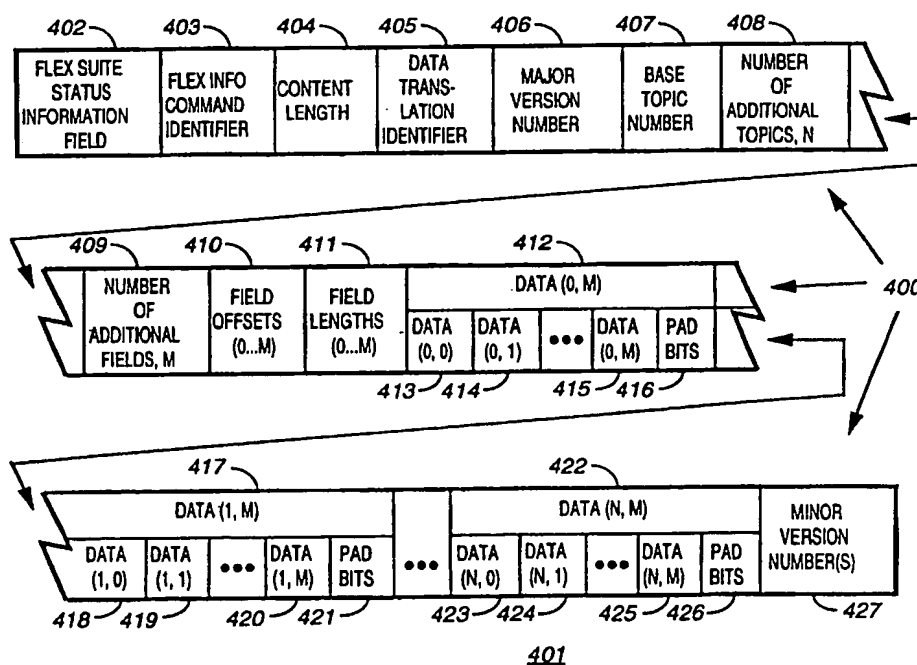 402 403 404 405 406 407 408
FLEX SUITE STATUS INFORMATION FIELD
FLEX INFO COMMAND IDENTIFIER
CONTENT LENGTH
DATA TRANS- LATION IDENTIFIER
MAJOR VERSION NUMBER
BASE TOPIC NUMBER
NUMBER OF ADDITIONAL TOPICS, N
409 410 411 412
400
NUMBER OF ADDITIONAL FIELDS, M
FIELD OFFSETS (0...M)
FIELD LENGTHS (0...M)
DATA (0, M)
DATA (0, 0)
DATA (0, 1)
•••
DATA (0, M)
PAD BITS
413 414 415 416
417 422
DATA (1, M)
DATA (1, 0)
DATA (1, 1)
•••
DATA (1, M)
PAD BITS
•••
DATA (N, M)
DATA (N, 0)
DATA (N, 1)
•••
DATA (N, M)
PAD BITS
MINOR VERSION NUMBER(S)
418 419 420 421 423 424 425 426 427
401